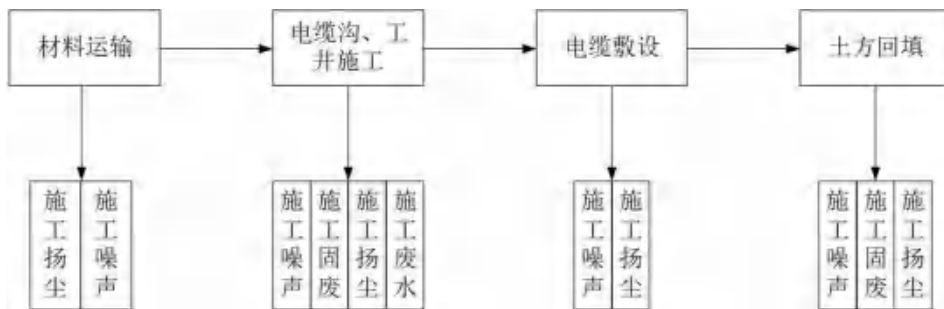 材料运输
电缆沟、工
井施工
电缆敷设
土方回填
施工扬尘
施工噪声
施工噪声
施工固废
施工扬尘
施工废水
施工噪声
施工扬尘
施工噪声
施工固废
施工扬尘